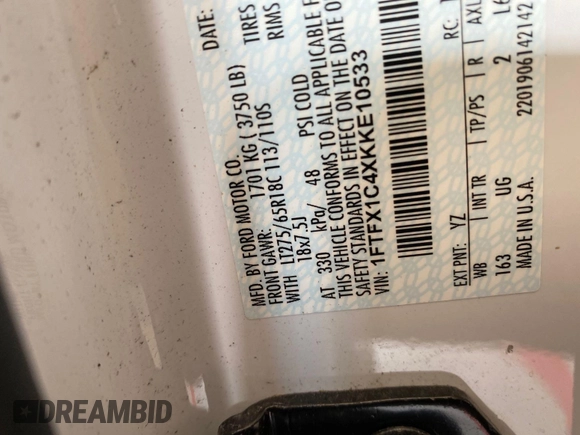 MFD. BY FORD MOTOR CO. DATE:
FRONT GAWR: 1701 KG ( 3750 LB)
WITH LT275/65R18C 113/110S TIRES
18x7.5J RIMS
AT 330 kPa/ 48 PSI COLD
THIS VEHICLE CONFORMS TO ALL APPLICABLE F
SAFETY STANDARDS IN EFFECT ON THE DATE O
VIN: 1FTFX1C4XKKE10533
EXT PNT: YZ RC:
WB INT TR TP/PS R AXL
163 UG 2 L6
MADE IN U.S.A. 2201906142142
DREAMBID